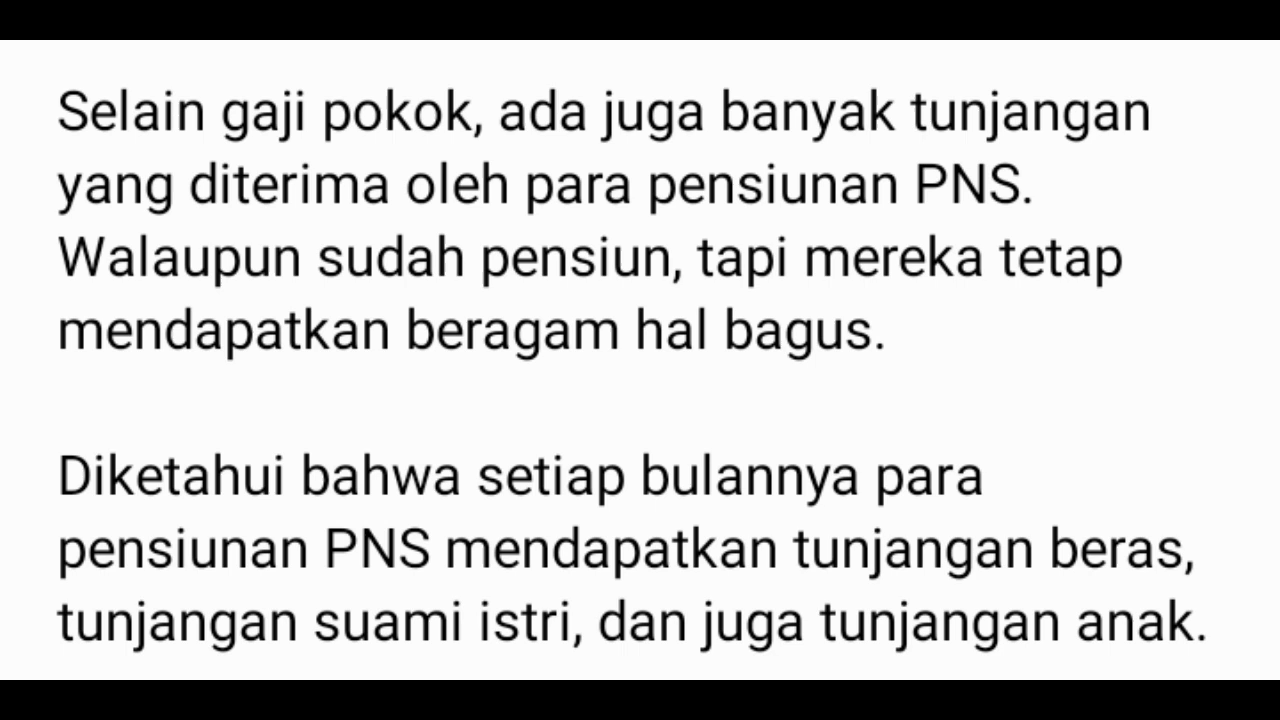 Selain gaji pokok, ada juga banyak tunjangan
yang diterima oleh para pensiunan PNS.
Walaupun sudah pensiun, tapi mereka tetap
mendapatkan beragam hal bagus.
Diketahui bahwa setiap bulannya para
pensiunan PNS mendapatkan tunjangan beras,
tunjangan suami istri, dan juga tunjangan anak.